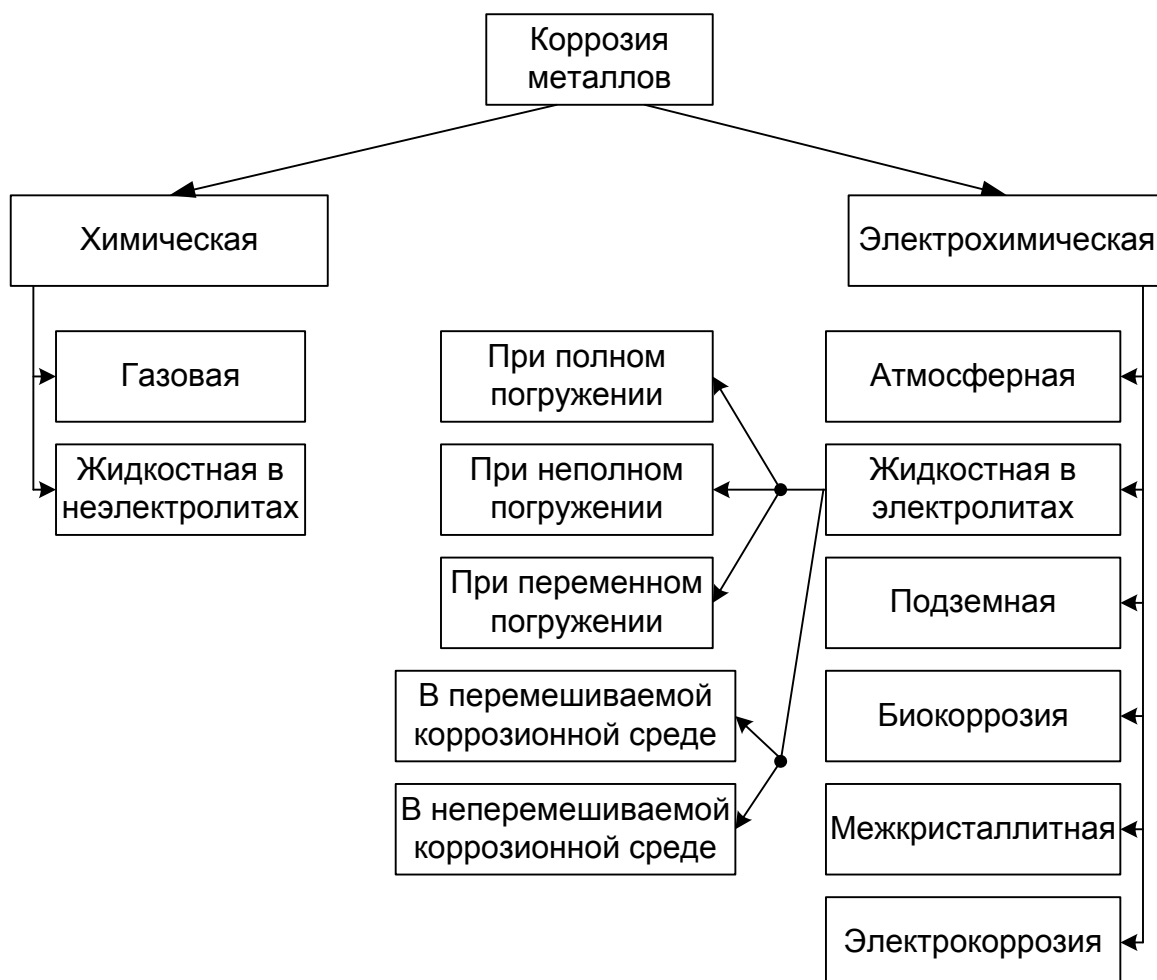 Коррозия
металлов
Химическая
Электрохимическая
Газовая
Жидкостная в
неэлектролитах
При полном
погружении
При неполном
погружении
При переменном
погружении
В перемешиваемой
коррозионной среде
В неперемешиваемой
коррозионной среде
Атмосферная
Жидкостная в
электролитах
Подземная
Биокоррозия
Межкристаллитная
Электрокоррозия